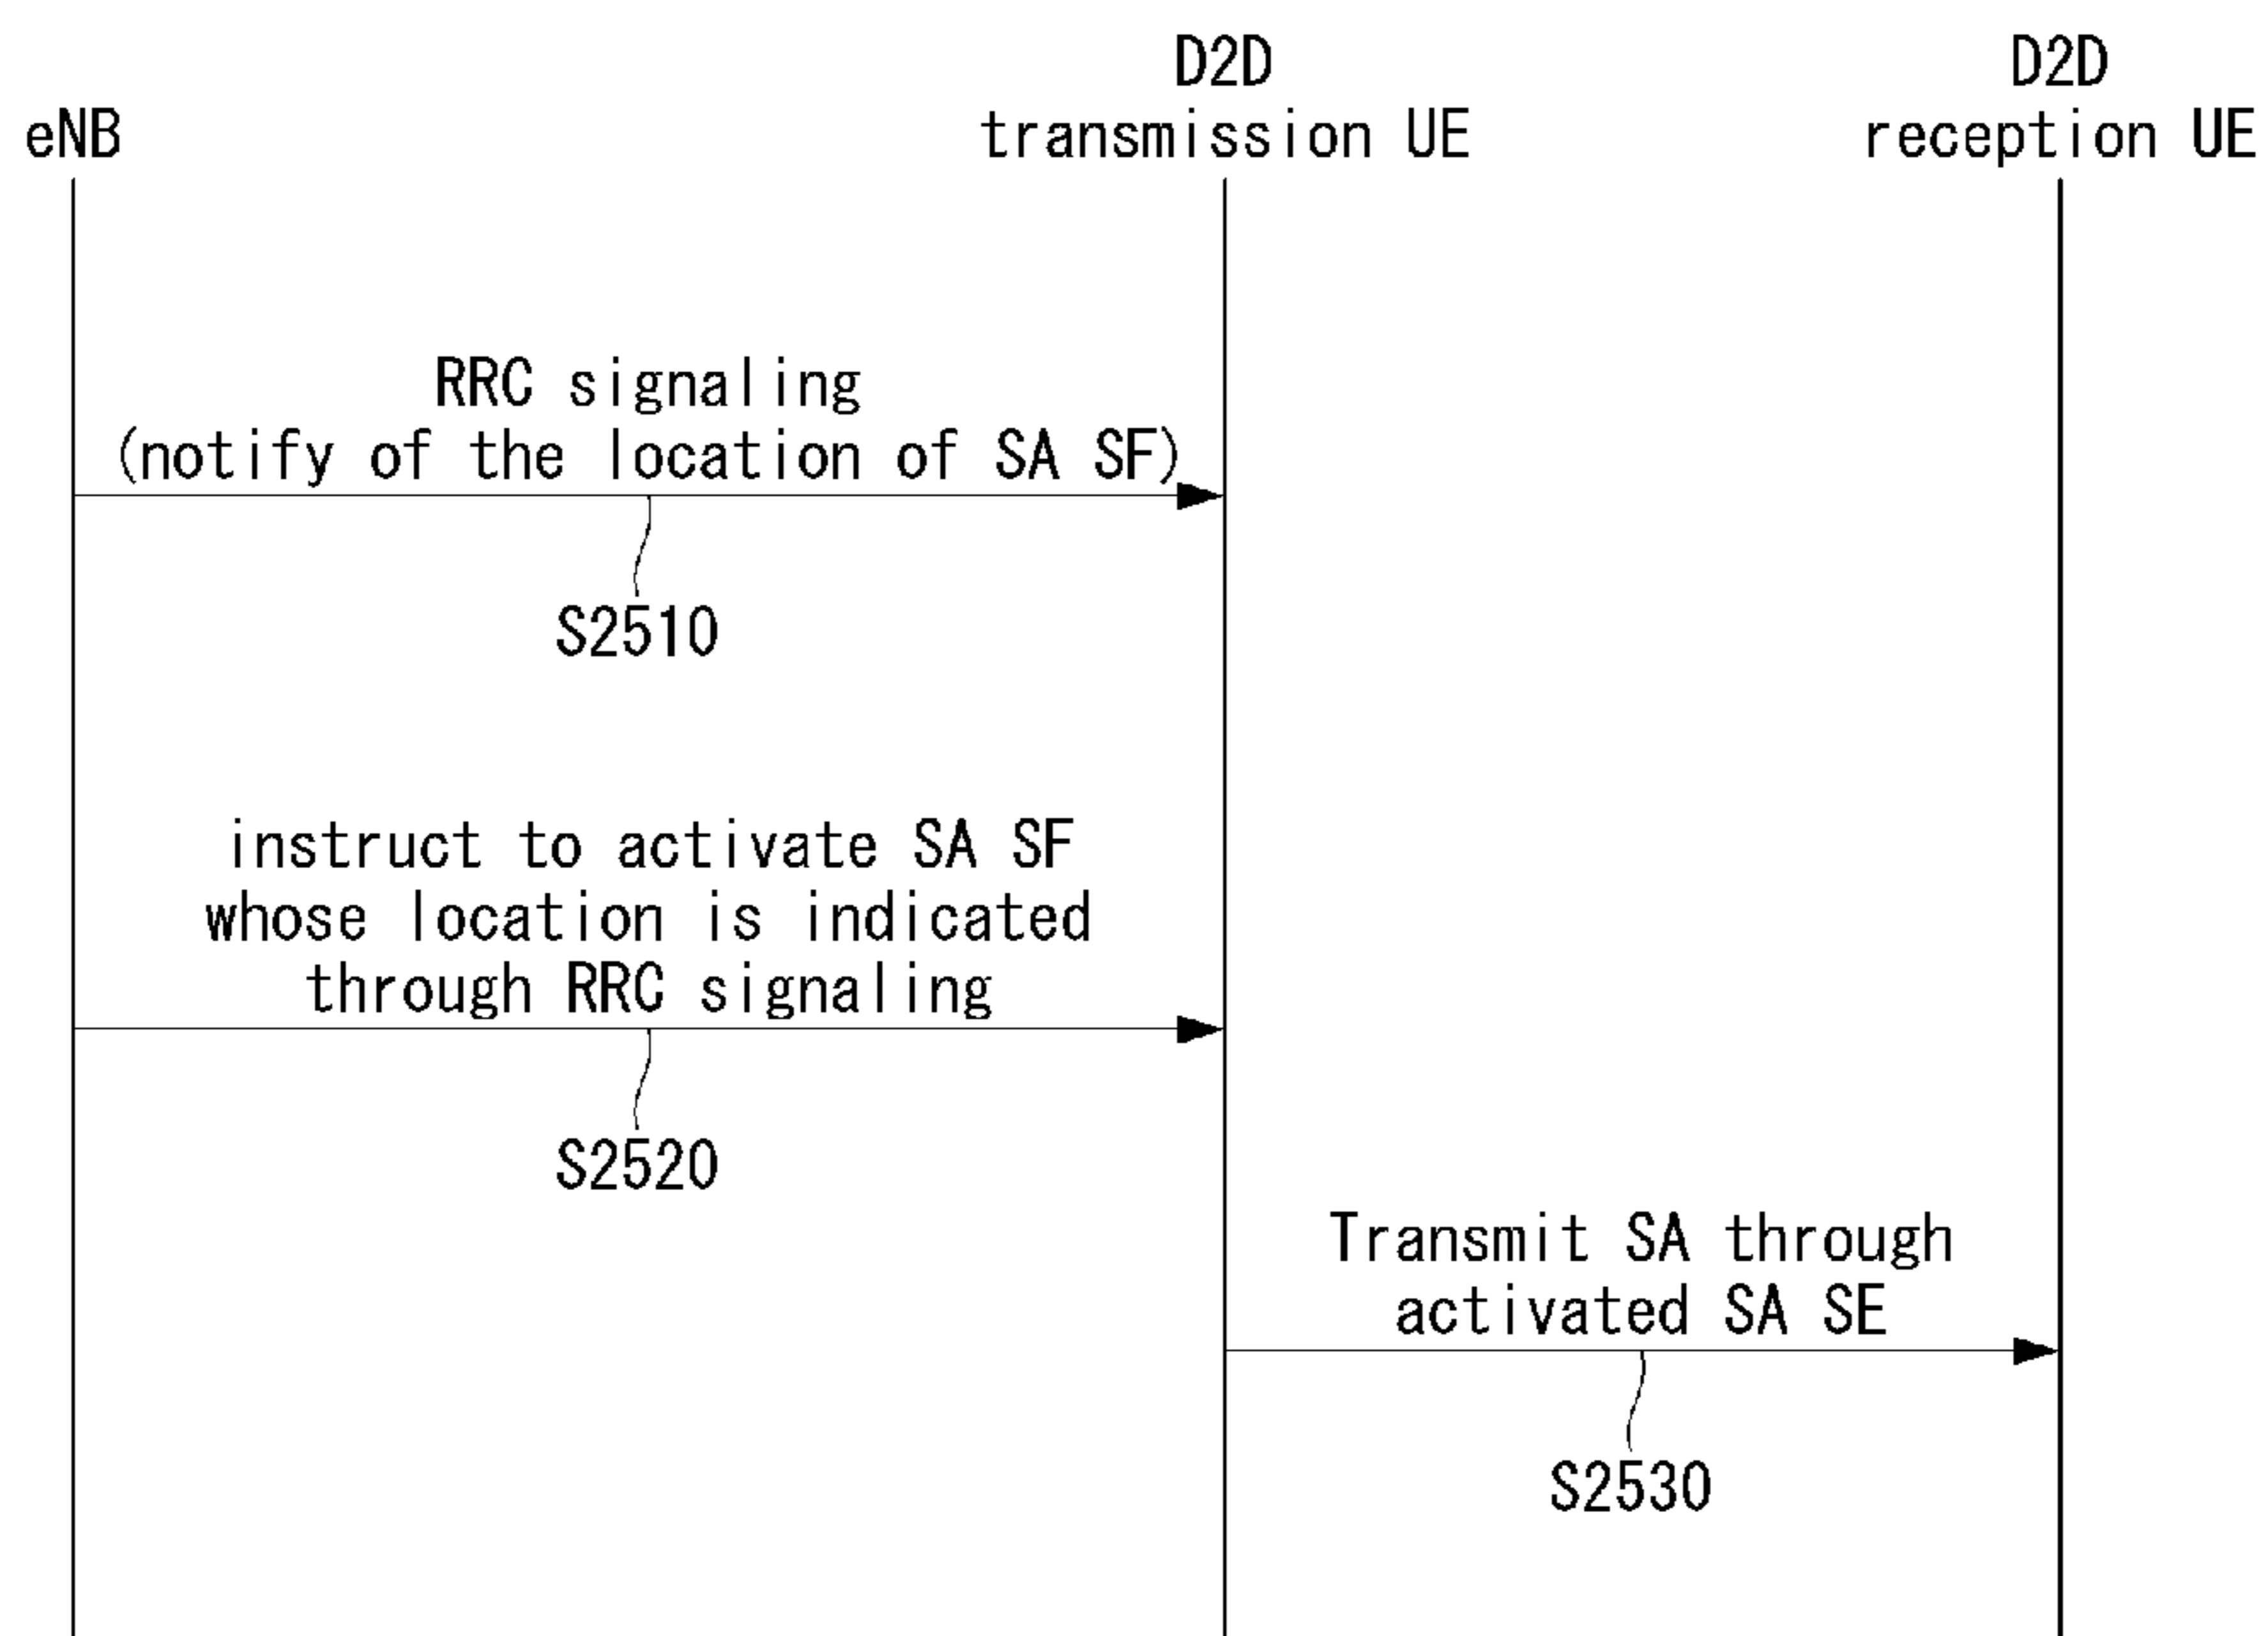 eNB
D2D
transmission UE
D2D
reception UE
RRC signaling
(notify of the location of SA SF)
S2510
instruct to activate SA SF
whose location is indicated
through RRC signaling
S2520
Transmit SA through
activated SA SE
S2530